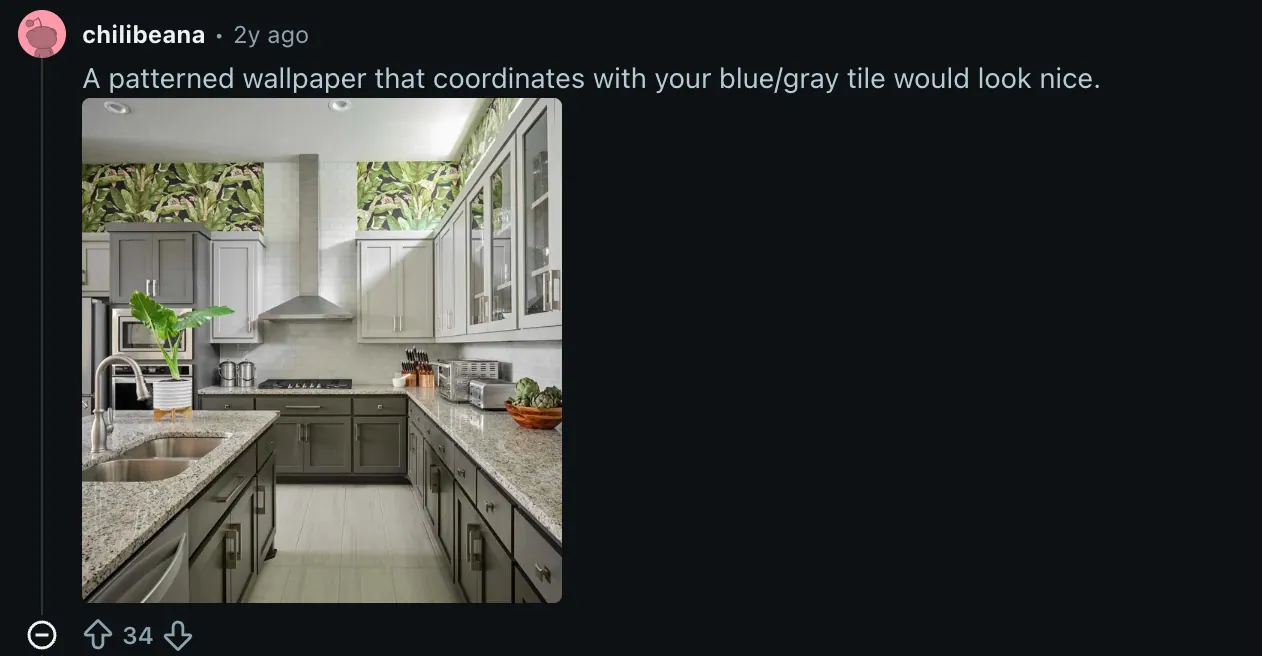 chilibeana • 2y ago
A patterned wallpaper that coordinates with your blue/gray tile would look nice.
34